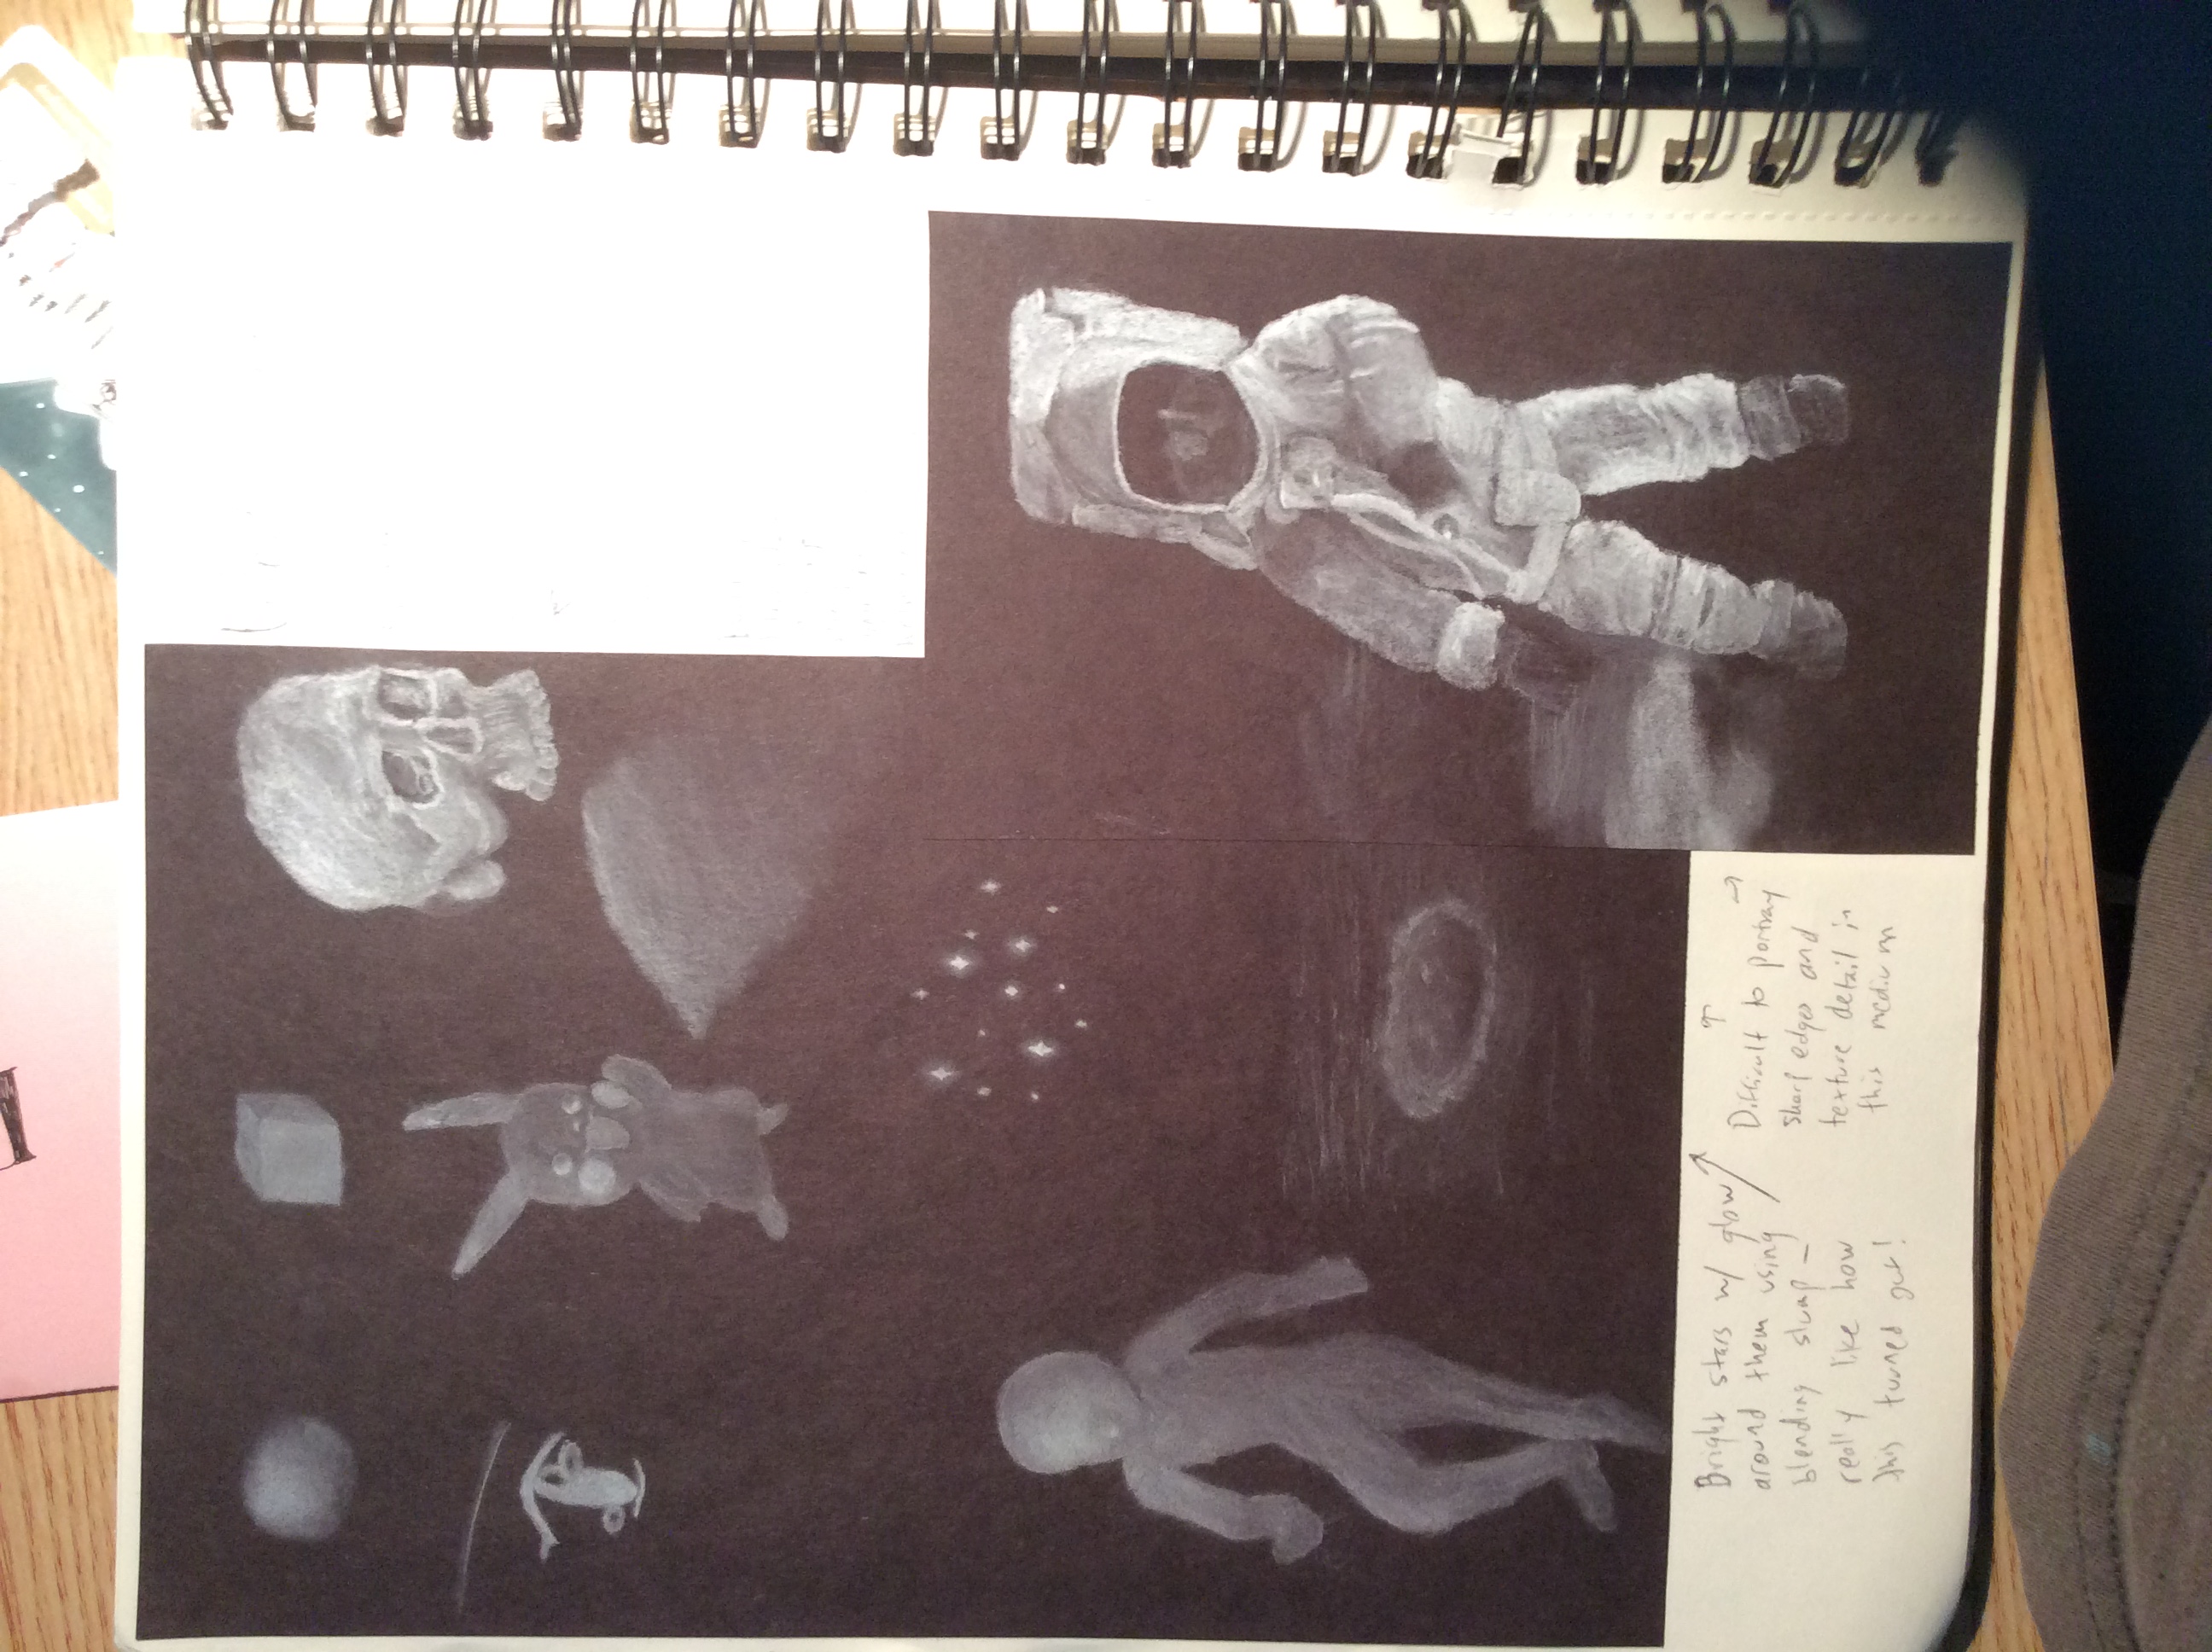 Bright stars w/ glow
around them using
blending stump –
really like how
this turned out!
Difficult to portray
sharp edges and
texture detail in
this medium